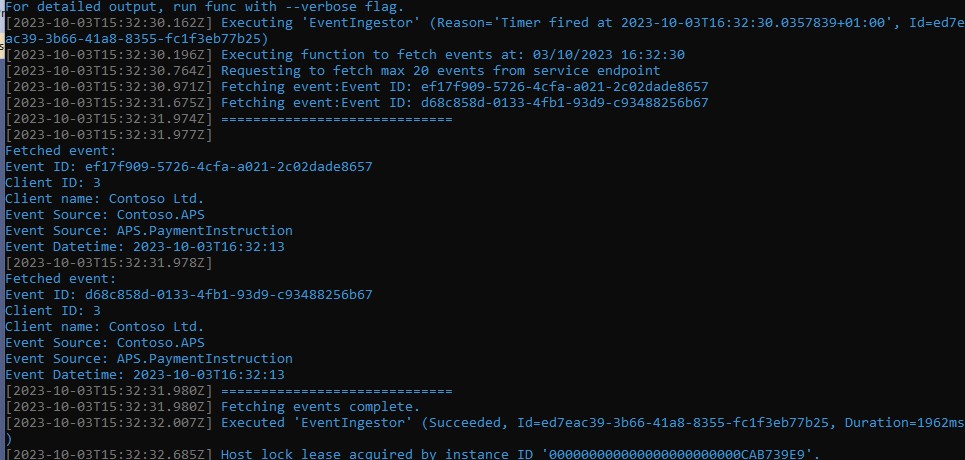 For detailed output, run func with --verbose flag.
[2023-10-03T15:32:30.162Z] Executing 'EventIngestor' (Reason='Timer fired at 2023-10-03T16:32:30.0357839+01:00', Id=ed7e
ac39-3b66-41a8-8355-fc1f3eb77b25)
[2023-10-03T15:32:30.196Z] Executing function to fetch events at: 03/10/2023 16:32:30
[2023-10-03T15:32:30.764Z] Requesting to fetch max 20 events from service endpoint
[2023-10-03T15:32:30.971Z] Fetching event:Event ID: ef17f909-5726-4cfa-a021-2c02dade8657
[2023-10-03T15:32:31.675Z] Fetching event:Event ID: d68c858d-0133-4fb1-93d9-c93488256b67
[2023-10-03T15:32:31.974Z] =============================
[2023-10-03T15:32:31.977Z]
Fetched event:
Event ID: ef17f909-5726-4cfa-a021-2c02dade8657
Client ID: 3
Client name: Contoso Ltd.
Event Source: Contoso.APS
Event Source: APS.PaymentInstruction
Event Datetime: 2023-10-03T16:32:13
[2023-10-03T15:32:31.978Z]
Fetched event:
Event ID: d68c858d-0133-4fb1-93d9-c93488256b67
Client ID: 3
Client name: Contoso Ltd.
Event Source: Contoso.APS
Event Source: APS.PaymentInstruction
Event Datetime: 2023-10-03T16:32:13
[2023-10-03T15:32:31.980Z] =============================
[2023-10-03T15:32:31.980Z] Fetching events complete.
[2023-10-03T15:32:32.007Z] Executed 'EventIngestor' (Succeeded, Id=ed7eac39-3b66-41a8-8355-fc1f3eb77b25, Duration=1962ms
)
[2023-10-03T15:32:32.685Z] Host lock lease acquired by instance ID '000000000000000000000000CAB739E9'.